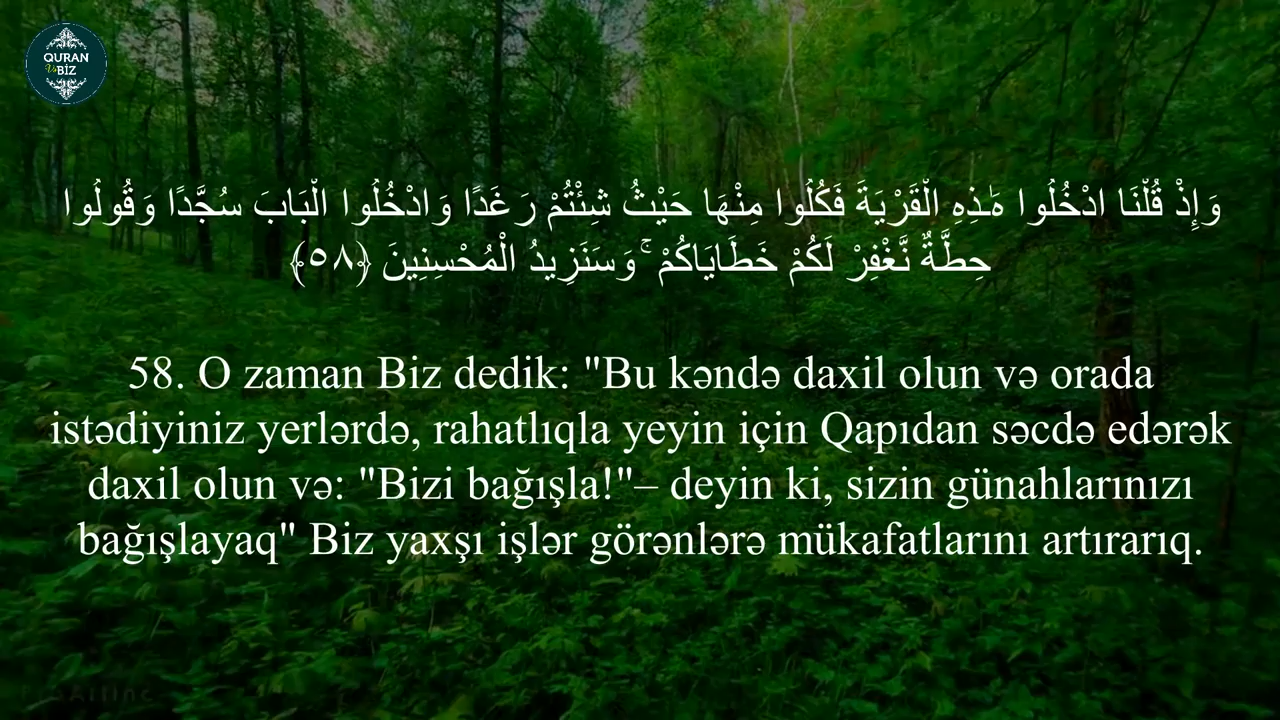 QURAN
Və BİZ
وَإِذْ قُلْنَا ادْخُلُوا هَٰذِهِ الْقَرْيَةَ فَكُلُوا مِنْهَا حَيْثُ شِئْتُمْ رَغَدًا وَادْخُلُوا الْبَابَ سُجَّدًا وَقُولُوا
حِطَّةٌ نَّغْفِرْ لَكُمْ خَطَايَاكُمْ ۚ وَسَنَزِيدُ الْمُحْسِنِينَ ﴿٥٨﴾
58. O zaman Biz dedik: "Bu kəndə daxil olun və orada
istədiyiniz yerlərdə, rahatlıqla yeyin için Qapıdan səcdə edərək
daxil olun və: "Bizi bağışla!"– deyin ki, sizin günahlarınızı
bağışlayaq" Biz yaxşı işlər görənlərə mükafatlarını artırarıq.